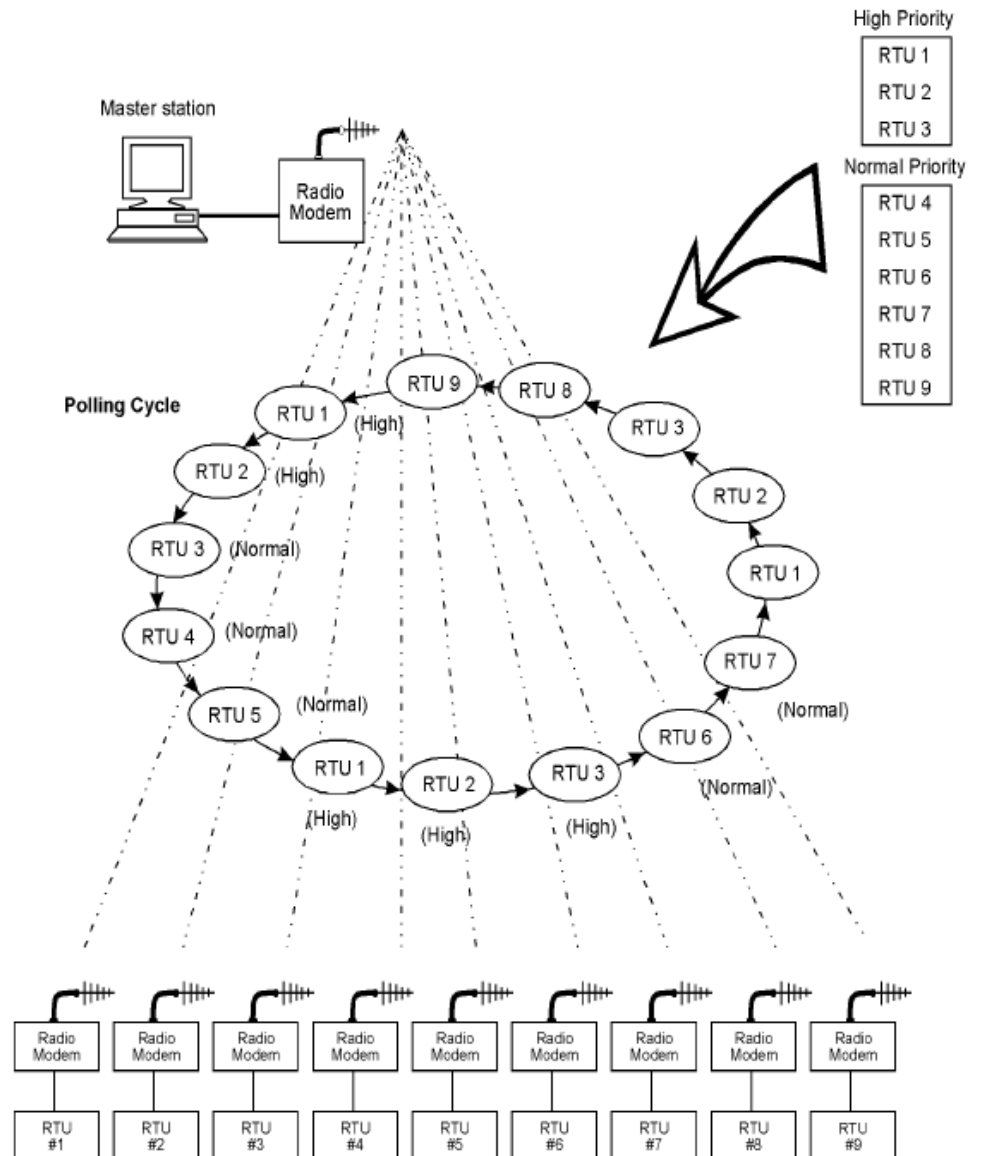 High Priority
RTU 1
RTU 2
RTU 3
Normal Priority
RTU 4
RTU 5
RTU 6
RTU 7
RTU 8
RTU 9
Master station
Radio
Modem
Polling Cycle
RTU 1
(High)
RTU 2
(High)
RTU 3
(Normal)
RTU 4
(Normal)
RTU 5
(Normal)
RTU 1
(High)
RTU 2
(High)
RTU 3
(High)
RTU 6
(Normal)
RTU 7
(Normal)
RTU 1
RTU 2
RTU 3
RTU 8
RTU 9
Radio
Modem
RTU
#1
Radio
Modem
RTU
#2
Radio
Modem
RTU
#3
Radio
Modem
RTU
#4
Radio
Modem
RTU
#5
Radio
Modem
RTU
#6
Radio
Modem
RTU
#7
Radio
Modem
RTU
#8
Radio
Modem
RTU
#9